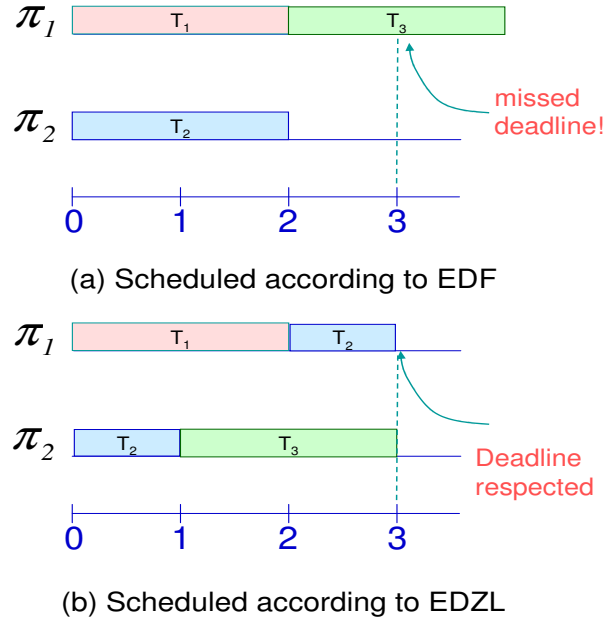 π1 T1 T3
missed
deadline!
π2 T2
0 1 2 3
(a) Scheduled according to EDF
π1 T1 T2
π2 T2 T3
Deadline
respected
0 1 2 3
(b) Scheduled according to EDZL